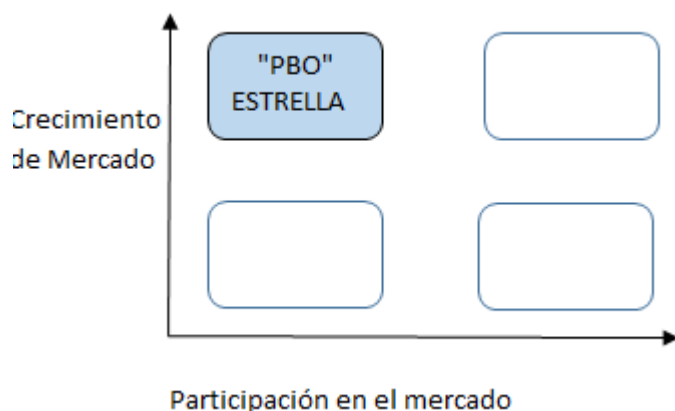 "PBO"
ESTRELLA
Crecimiento
de Mercado
Participación en el mercado